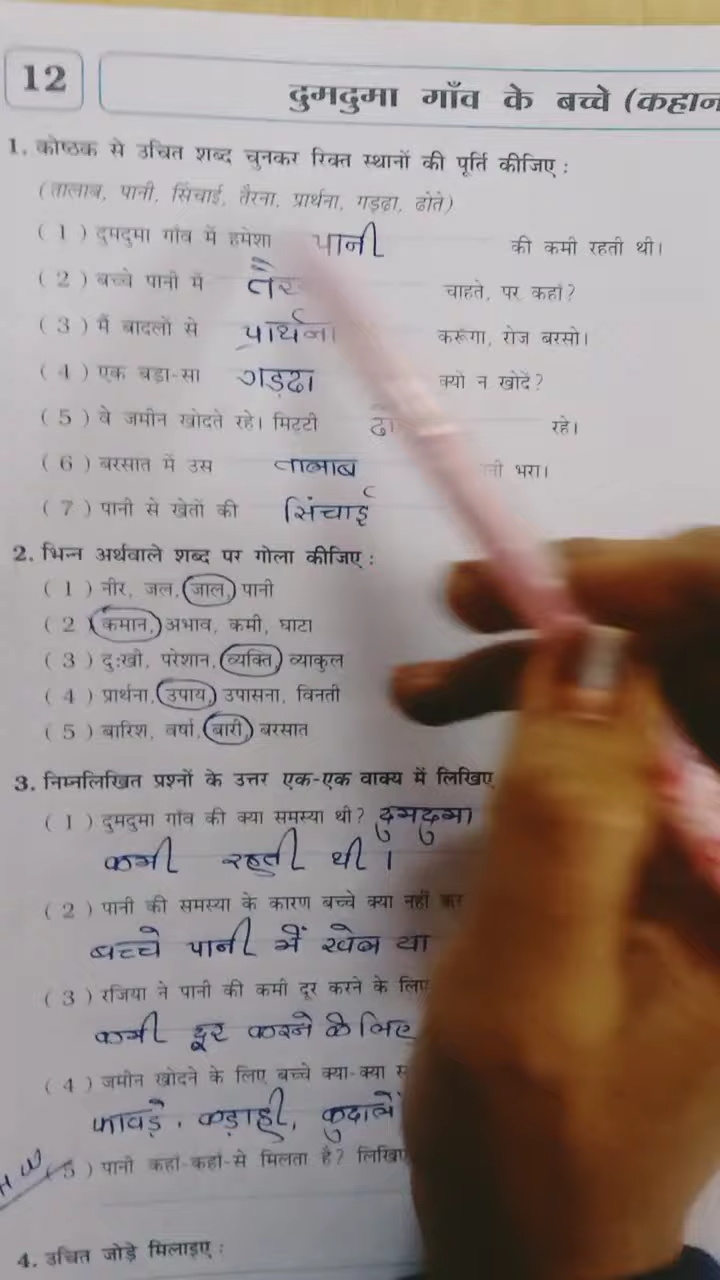 12
दुमदुमा गाँव के बच्चे (कहान
1. कोष्ठक से उचित शब्द चुनकर रिक्त स्थानों की पूर्ति कीजिए :
(तालाब, पानी, सिंचाई, तैरना, प्रार्थना, गड्ढा, ढोते)
( 1 ) दुमदुमा गाँव में हमेशा पानी की कमी रहती थी।
( 2 ) बच्चे पानी में तैर चाहते, पर कहाँ?
( 3 ) मैं बादलों से प्रार्थना करूंगा, रोज बरसो।
( 4 ) एक बड़ा-सा गड्ढा क्यों न खोदें?
( 5 ) वे जमीन खोदते रहे। मिट्टी ढो रहे।
( 6 ) बरसात में उस तालाब नी भरा।
( 7 ) पानी से खेतों की सिंचाई
2. भिन्न अर्थवाले शब्द पर गोला कीजिए :
( 1 ) नीर, जल, जाल, पानी
( 2 ) कमान, अभाव, कमी, घाटा
( 3 ) दुःखी, परेशान, व्यक्ति, व्याकुल
( 4 ) प्रार्थना, उपाय, उपासना, विनती
( 5 ) बारिश, वर्षा, बारी, बरसात
3. निम्नलिखित प्रश्नों के उत्तर एक-एक वाक्य में लिखिए
( 1 ) दुमदुमा गाँव की क्या समस्या थी? दुमदुमा
कमी रहती थी।
( 2 ) पानी की समस्या के कारण बच्चे क्या नहीं कर
बच्चे पानी में खेल या
( 3 ) रजिया ने पानी की कमी दूर करने के लिए
कमी दूर करने के लिए
( 4 ) जमीन खोदने के लिए बच्चे क्या-क्या
फावड़े, कड़ाही, कुदालें
H W
( 5 ) पानी कहाँ-कहाँ-से मिलता है? लिखिए
4. उचित जोड़े मिलाइए :